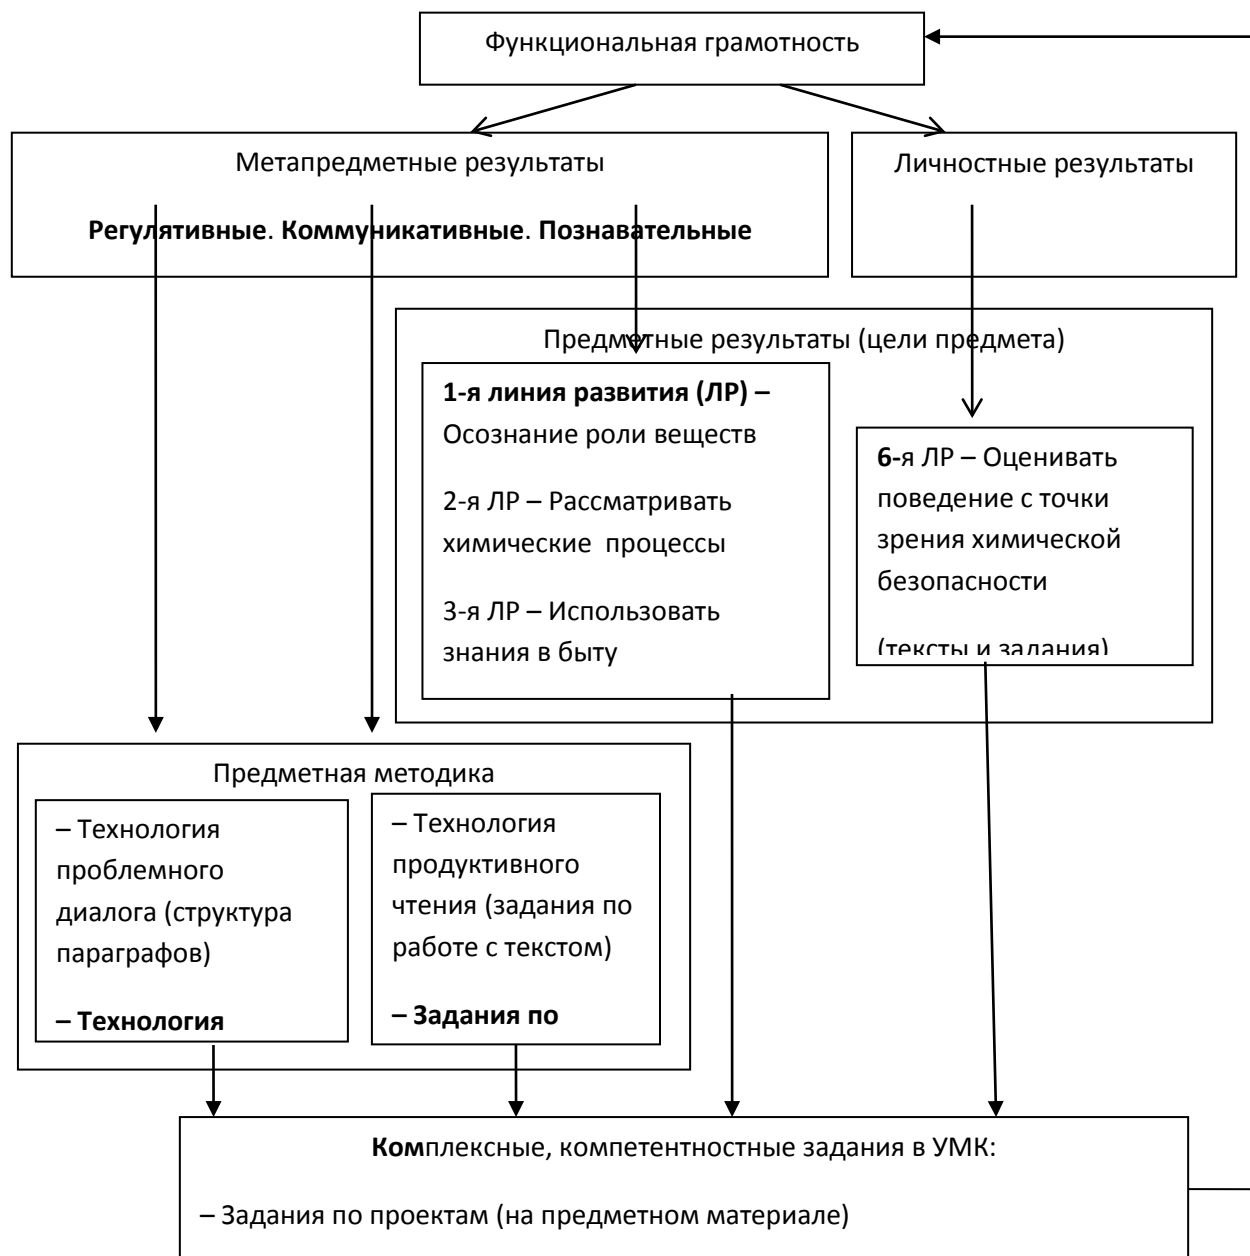 Функциональная грамотность
Метапредметные результаты
Регулятивные. Коммуникативные. Познавательные
Личностные результаты
Предметные результаты (цели предмета)
1-я линия развития (ЛР) –
Осознание роли веществ
2-я ЛР – Рассматривать
химические процессы
3-я ЛР – Использовать
знания в быту
6-я ЛР – Оценивать
поведение с точки
зрения химической
безопасности
(тексты и задания)
Предметная методика
– Технология
проблемного
диалога (структура
параграфов)
– Технология
– Технология
продуктивного
чтения (задания по
работе с текстом)
– Задания по
Комплексные, компетентностные задания в УМК:
– Задания по проектам (на предметном материале)